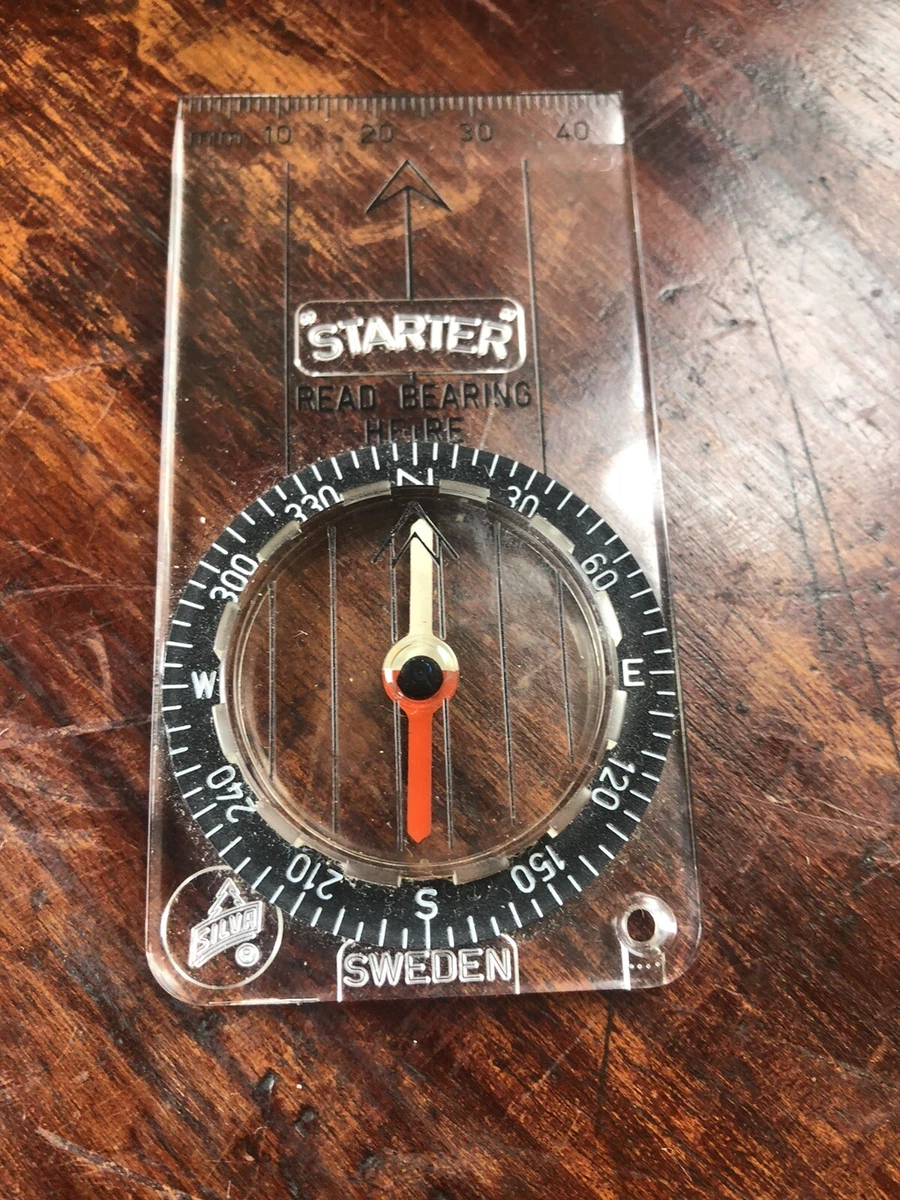 mm 10 20 30 40
"STARTER"
READ BEARING
HERE
N
330 30
300 60
W E
240 120
210 150
S
SILVA
SWEDEN